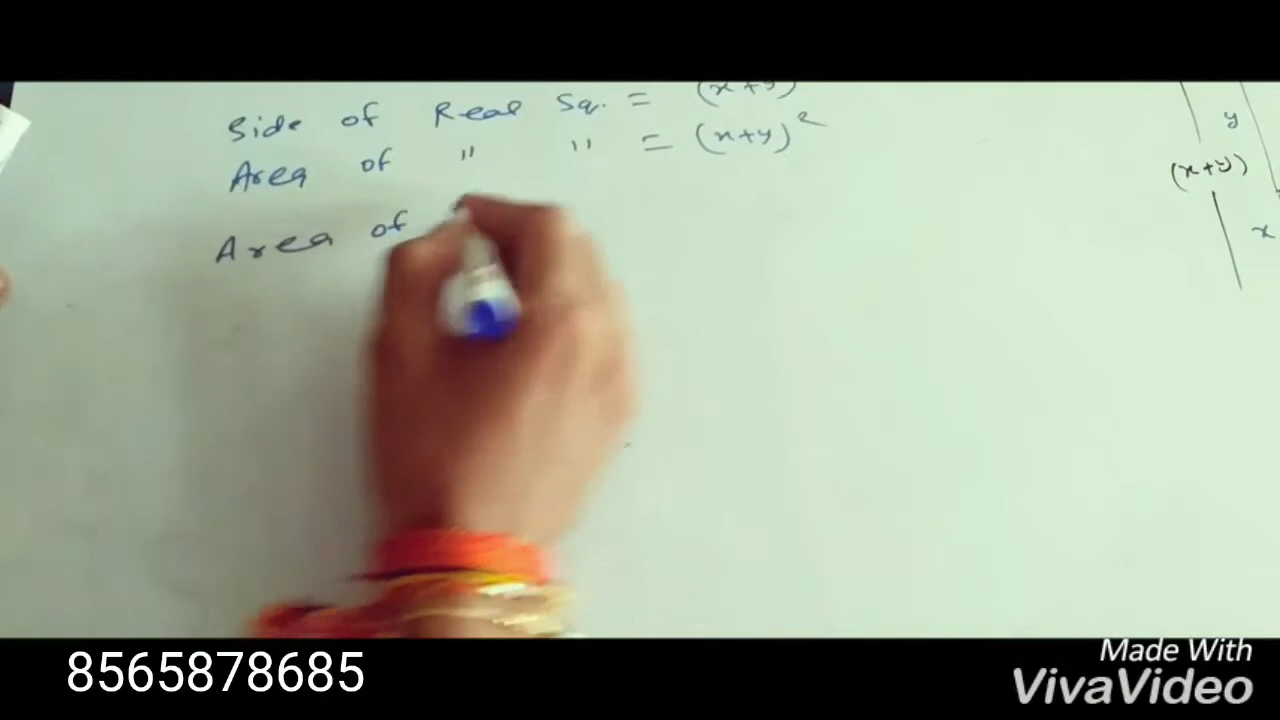 Side of Real Sq. = (x+y)
Area of " " = (x+y)²
Area of
y
(x+y)
x
8565878685
Made With
VivaVideo